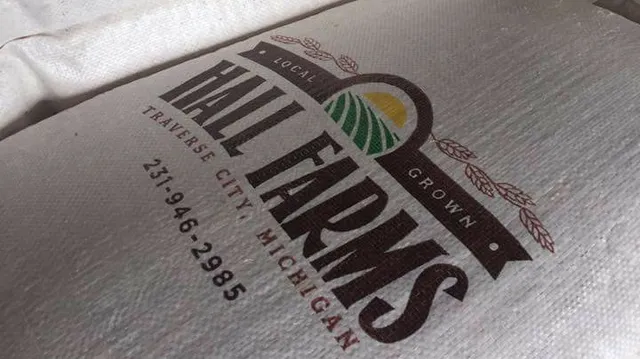 LOCAL GROWN
HALL FARMS
TRAVERSE CITY, MICHIGAN
231-946-2985